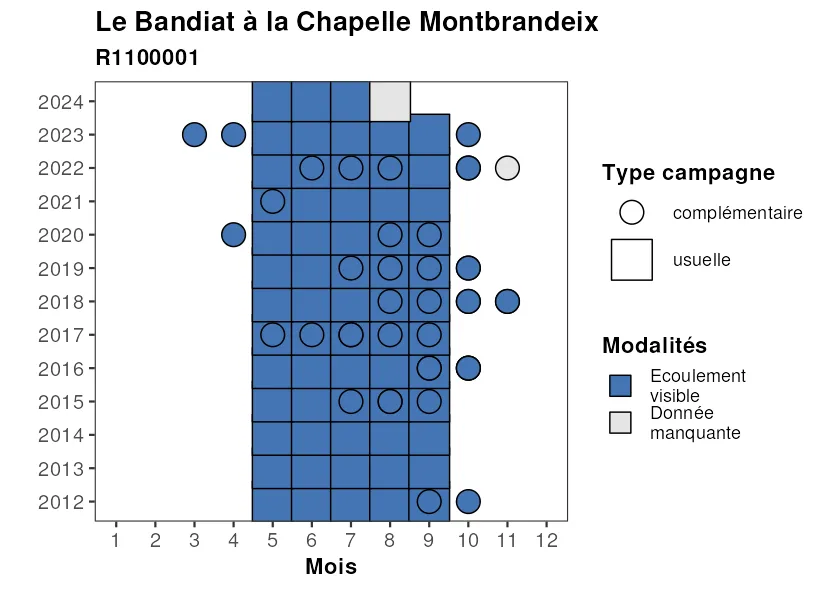 Le Bandiat à la Chapelle Montbrandeix
R1100001
2024
2023
2022
2021
2020
2019
2018
2017
2016
2015
2014
2013
2012
1 2 3 4 5 6 7 8 9 10 11 12
Mois
Type campagne
complémentaire
usuelle
Modalités
Ecoulement
visible
Donnée
manquante